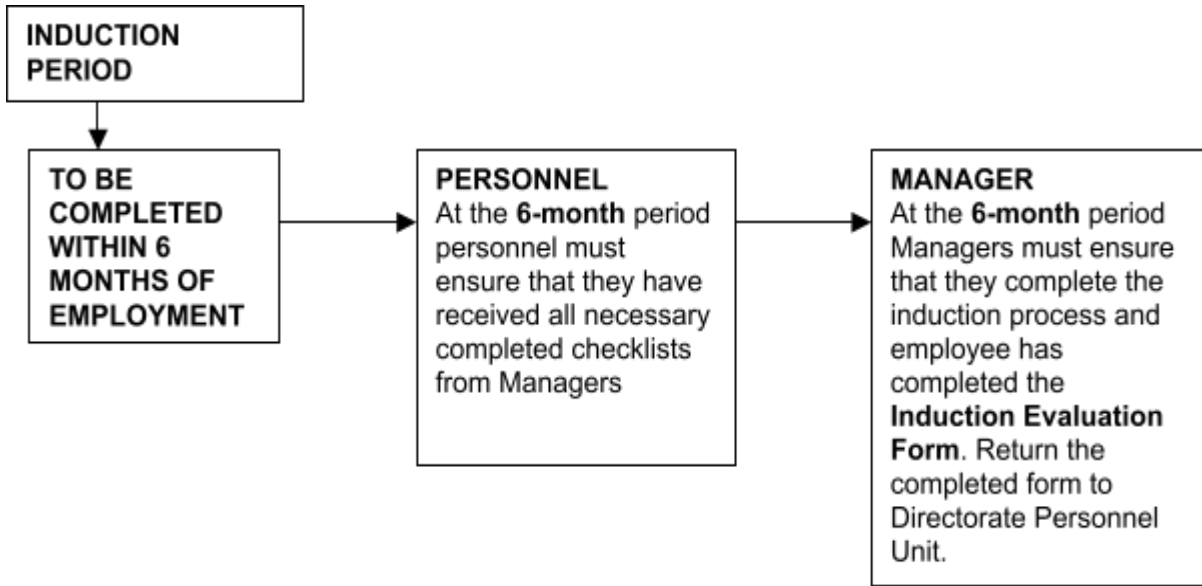 INDUCTION
PERIOD
TO BE
COMPLETED
WITHIN 6
MONTHS OF
EMPLOYMENT
PERSONNEL
At the 6-month period
personnel must
ensure that they have
received all necessary
completed checklists
from Managers
MANAGER
At the 6-month period
Managers must ensure
that they complete the
induction process and
employee has
completed the
Induction Evaluation
Form. Return the
completed form to
Directorate Personnel
Unit.